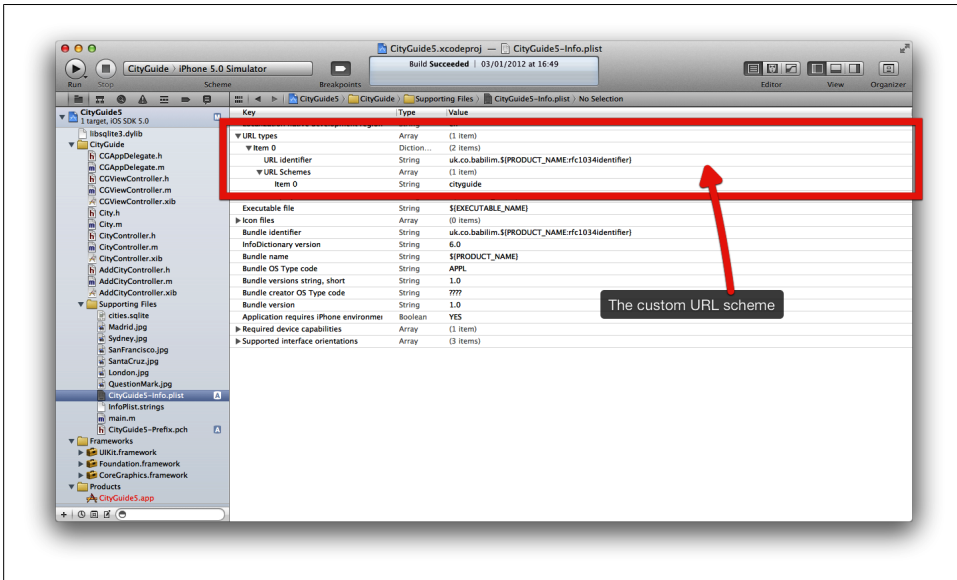 CityGuide5.xcodeproj — CityGuide5-Info.plist
CityGuide 〉 iPhone 5.0 Simulator
Build Succeeded | 03/01/2012 at 16:49
Run Stop Scheme Breakpoints Editor View Organizer
CityGuide5 〉 CityGuide 〉 Supporting Files 〉 CityGuide5-Info.plist 〉 No Selection
CityGuide5 M
1 target, iOS SDK 5.0
libsqlite3.dylib
CityGuide
h CGAppDelegate.h
m CGAppDelegate.m
h CGViewController.h
m CGViewController.m
CGViewController.xib
h City.h
m City.m
h CityController.h
m CityController.m
CityController.xib
h AddCityController.h
m AddCityController.m
AddCityController.xib
Supporting Files
cities.sqlite
Madrid.jpg
Sydney.jpg
SanFrancisco.jpg
SantaCruz.jpg
London.jpg
QuestionMark.jpg
CityGuide5-Info.plist A
InfoPlist.strings
m main.m
h CityGuide5-Prefix.pch A
Frameworks
UIKit.framework
Foundation.framework
CoreGraphics.framework
Products
CityGuide5.app
Key Type Value
URL types Array (1 item)
Item 0 Diction... (2 items)
URL identifier String uk.co.babilim.${PRODUCT_NAME:rfc1034identifier}
URL Schemes Array (1 item)
Item 0 String cityguide
Executable file String ${EXECUTABLE_NAME}
Icon files Array (0 items)
Bundle identifier String uk.co.babilim.${PRODUCT_NAME:rfc1034identifier}
InfoDictionary version String 6.0
Bundle name String ${PRODUCT_NAME}
Bundle OS Type code String APPL
Bundle versions string, short String 1.0
Bundle creator OS Type code String ????
Bundle version String 1.0
Application requires iPhone environmer Boolean YES
Required device capabilities Array (1 item)
Supported interface orientations Array (3 items)
The custom URL scheme